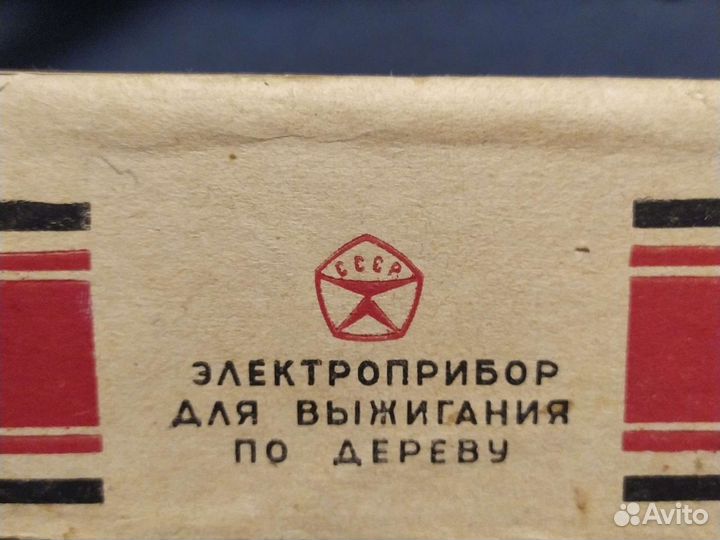 СССР
ЭЛЕКТРОПРИБОР
ДЛЯ ВЫЖИГАНИЯ
ПО ДЕРЕВУ
Avito